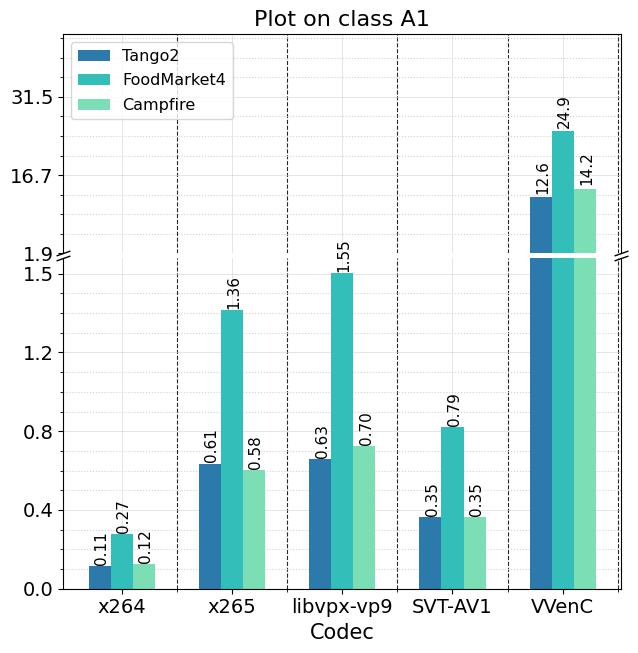 Plot on class A1
Tango2
FoodMarket4
Campfire
31.5
16.7
1.9
1.5
1.2
0.8
0.4
0.0
0.11
0.27
0.12
0.61
1.36
0.58
0.63
1.55
0.70
0.35
0.79
0.35
12.6
24.9
14.2
x264
x265
libvpx-vp9
SVT-AV1
VVenC
Codec